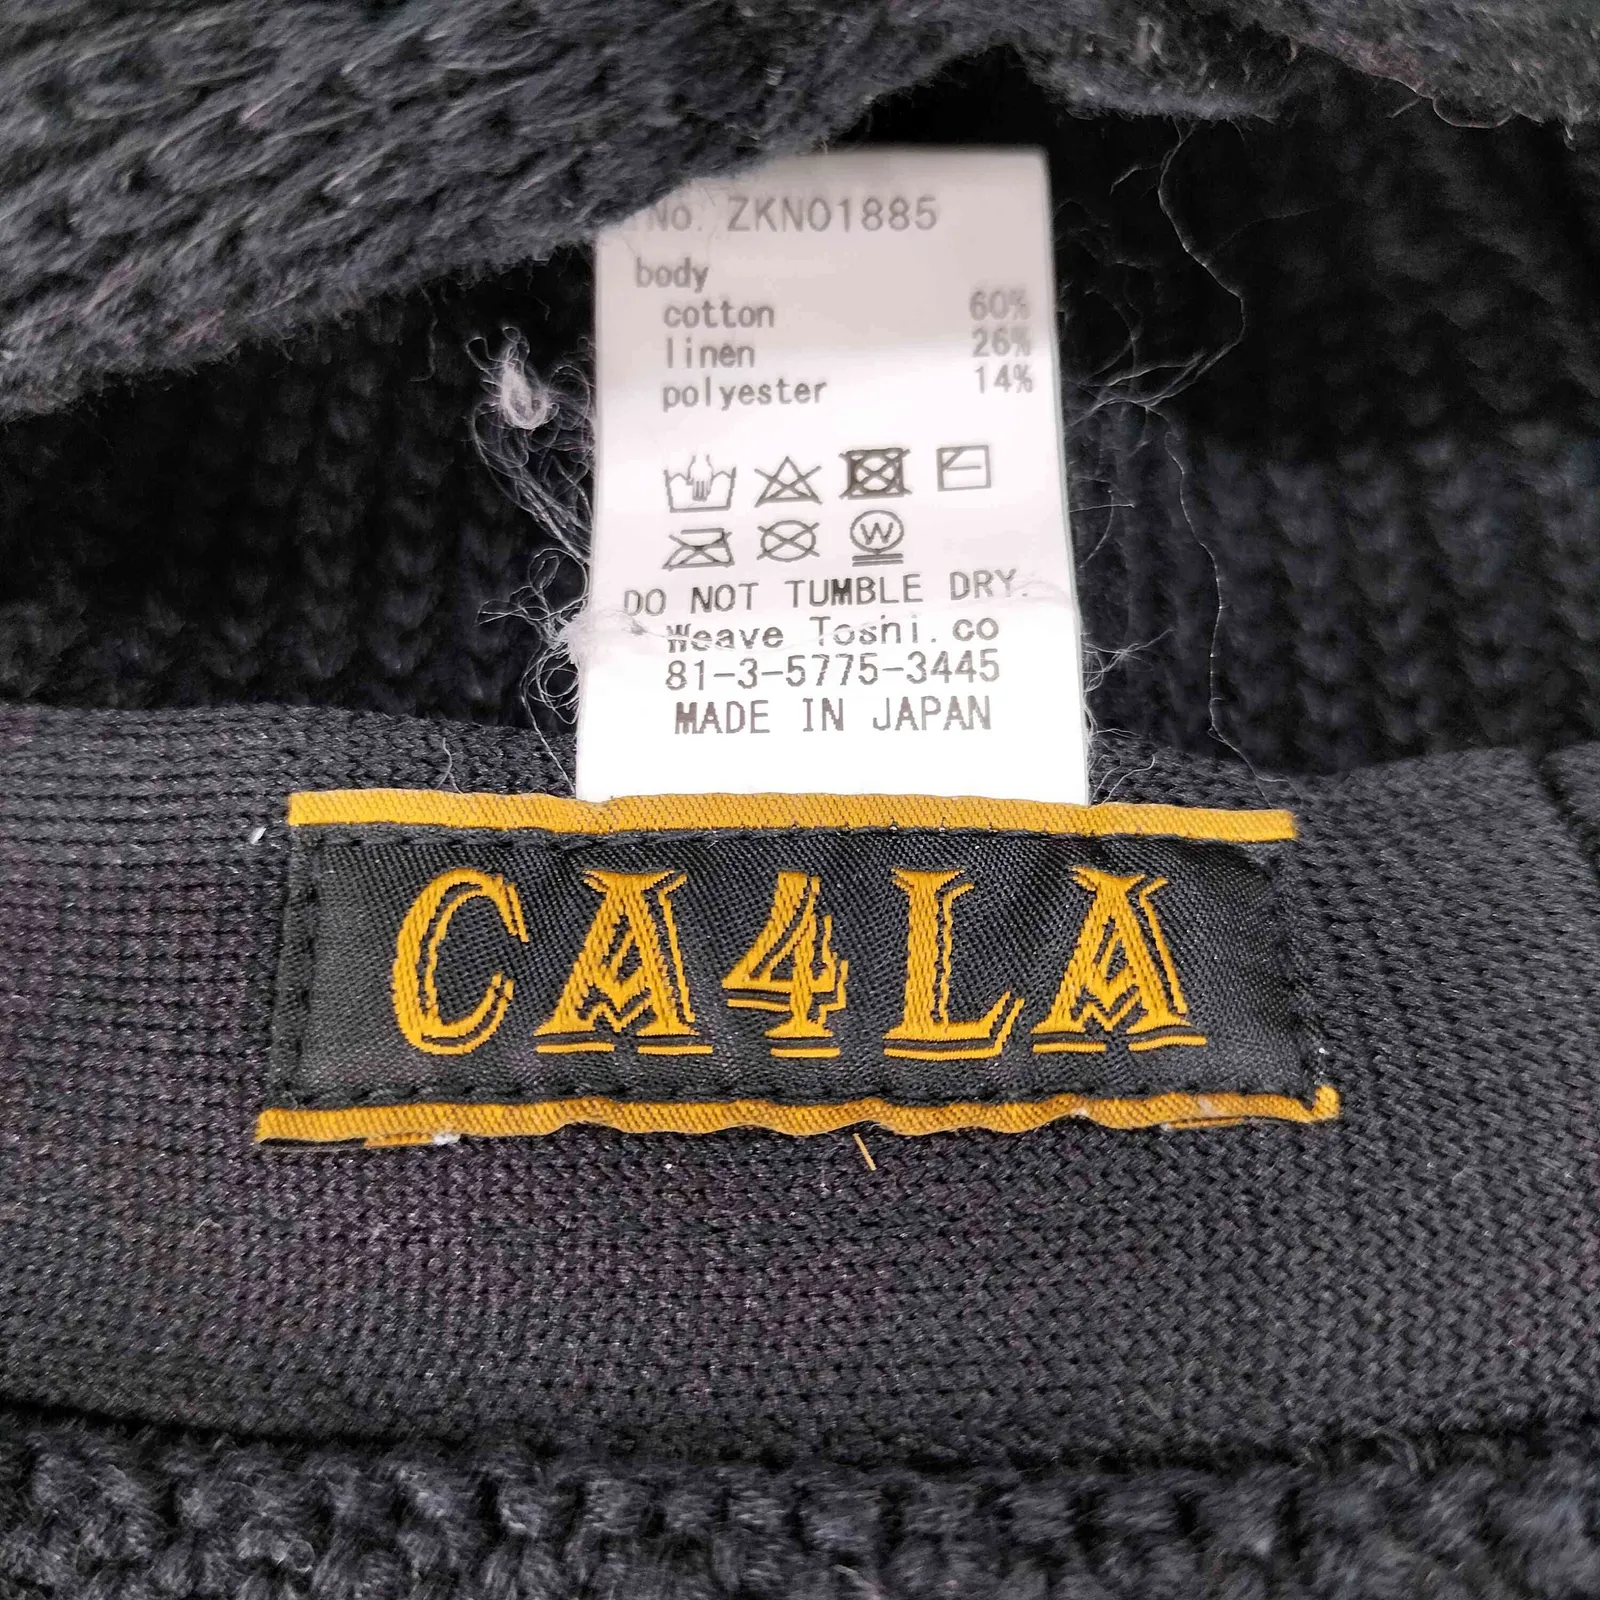 No. ZKN01885
body
cotton 60%
linen 26%
polyester 14%
W
DO NOT TUMBLE DRY.
Weave Toshi.co
81-3-5775-3445
MADE IN JAPAN
CA4LA